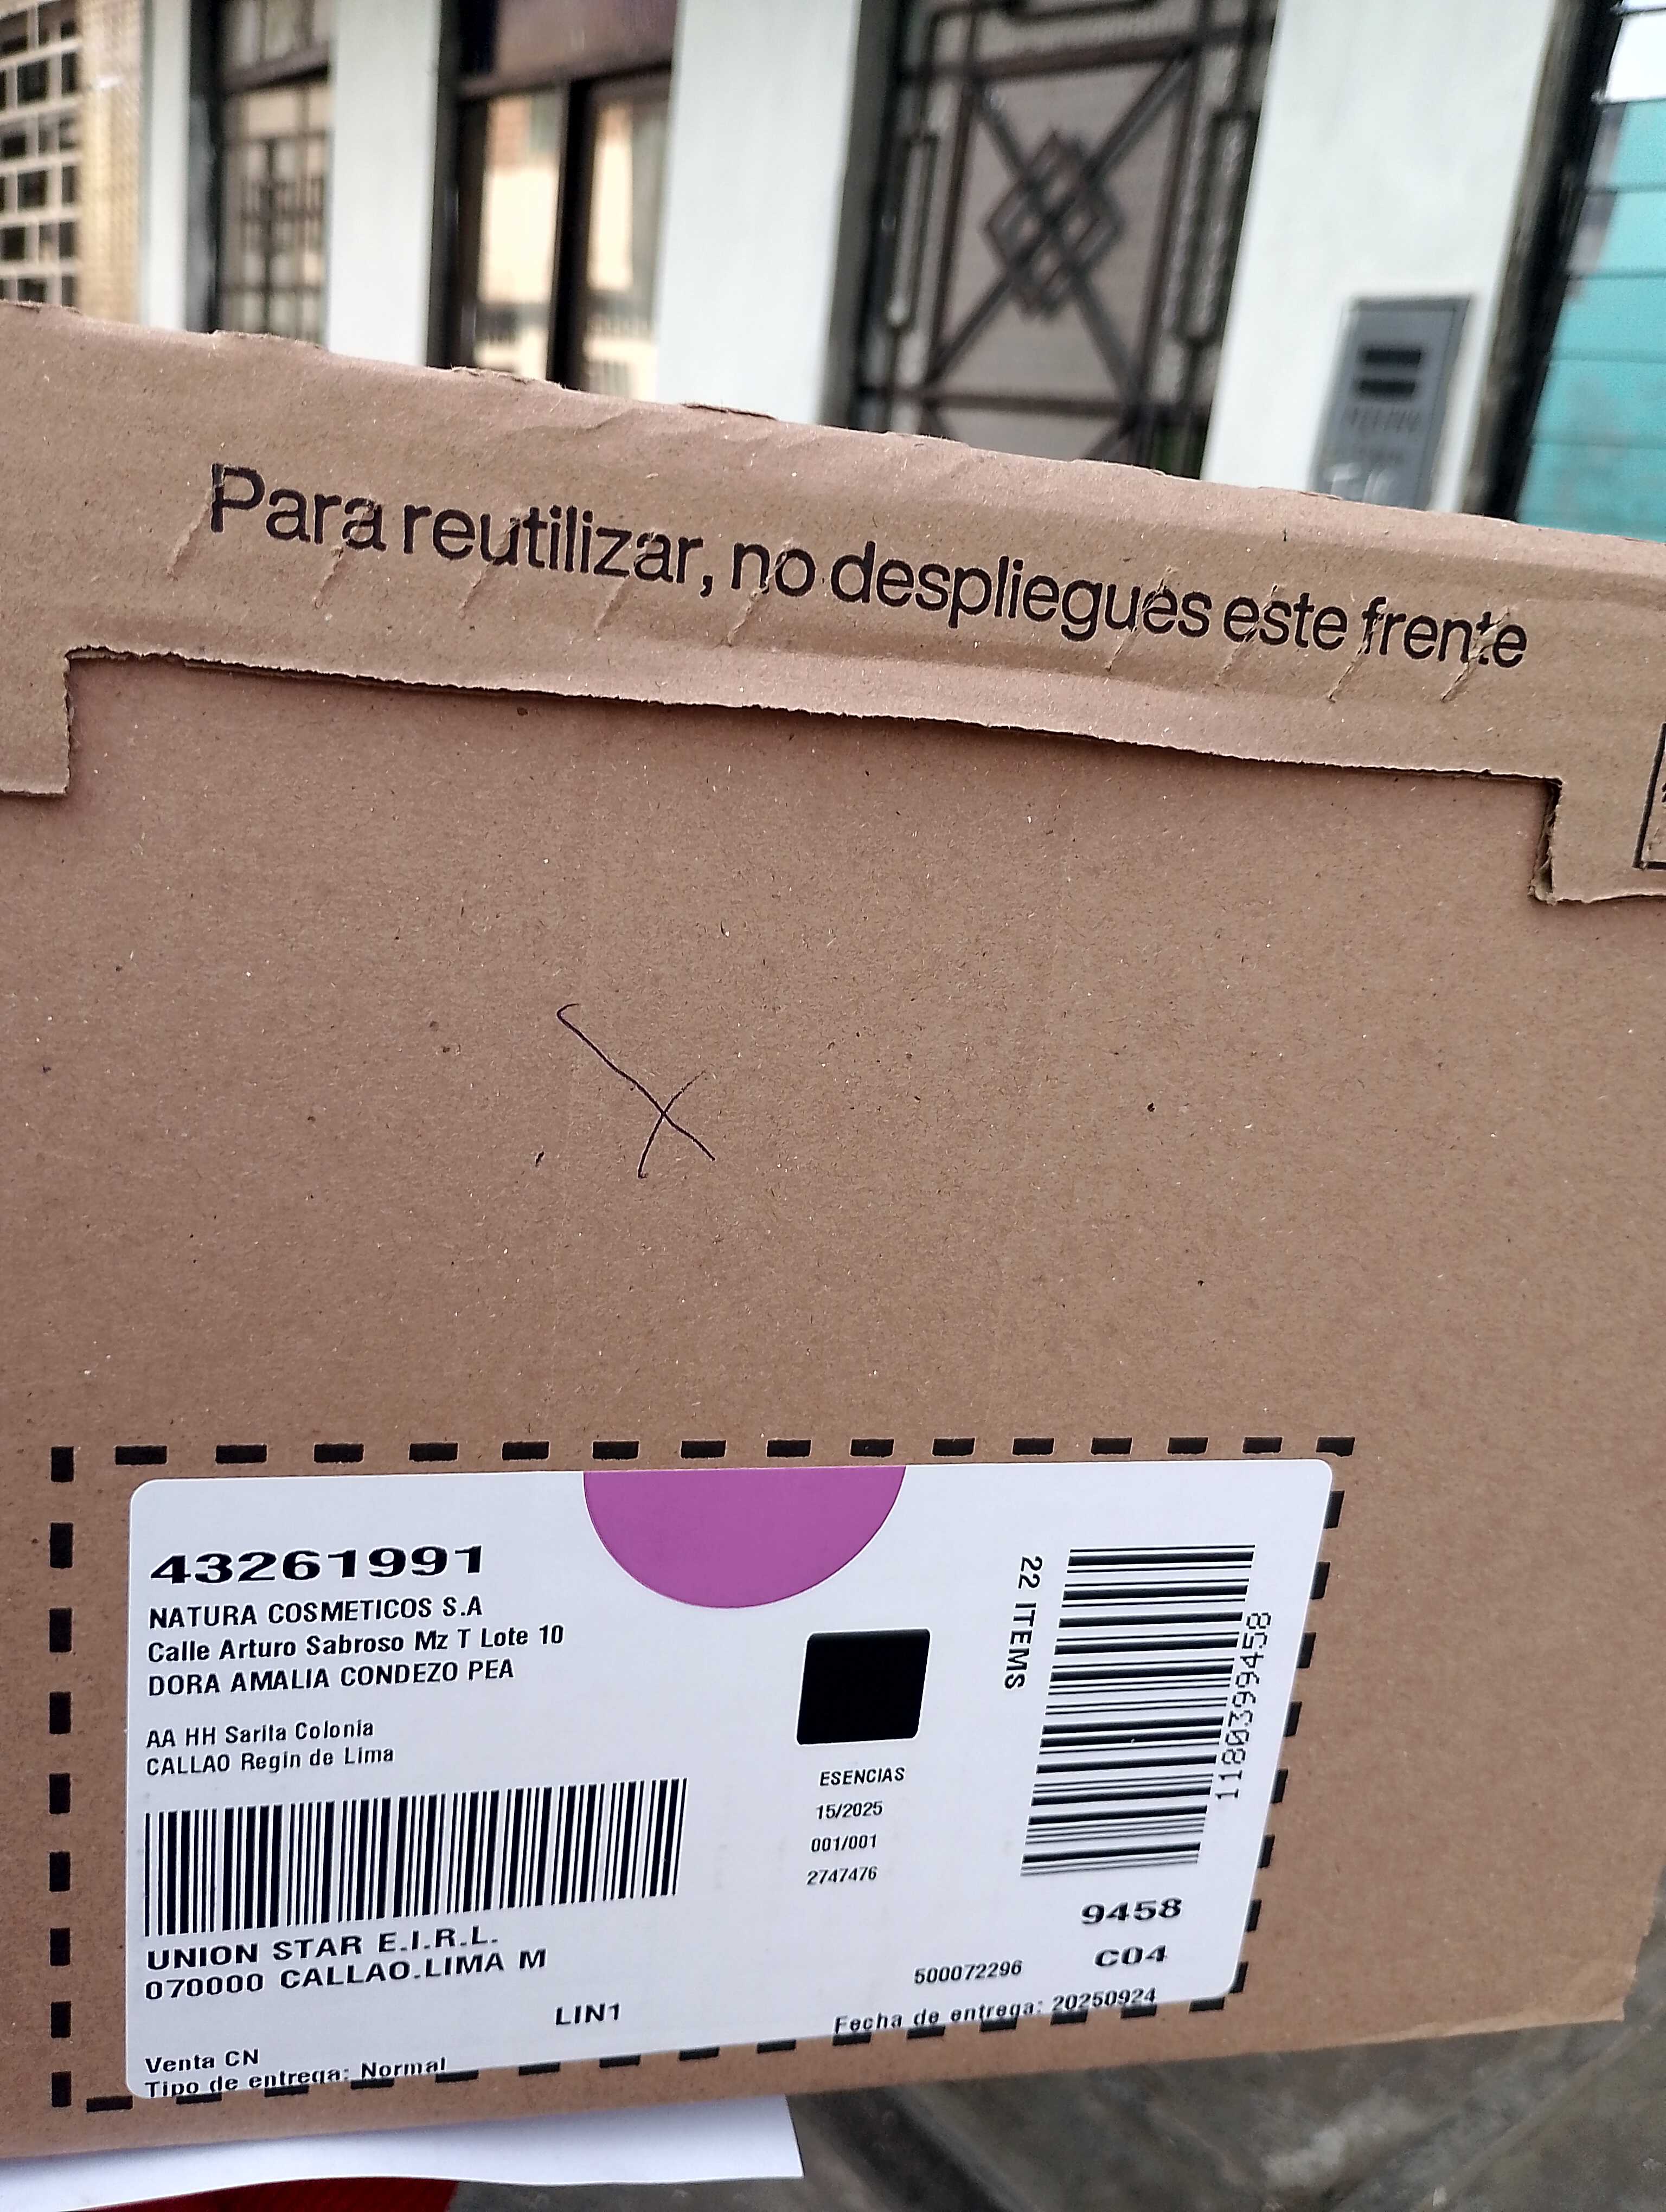 Para reutilizar, no despliegues este frente
43261991
NATURA COSMETICOS S.A
Calle Arturo Sabroso Mz T Lote 10
DORA AMALIA CONDEZO PEA
AA HH Sarita Colonia
CALLAO Regin de Lima
UNION STAR E.I.R.L.
070000 CALLAO.LIMA M
LIN1
Venta CN
Tipo de entrega: Normal
ESENCIAS
15/2025
001/001
2747476
22 ITEMS
1180399458
9458
C04
500072296
Fecha de entrega: 20250924